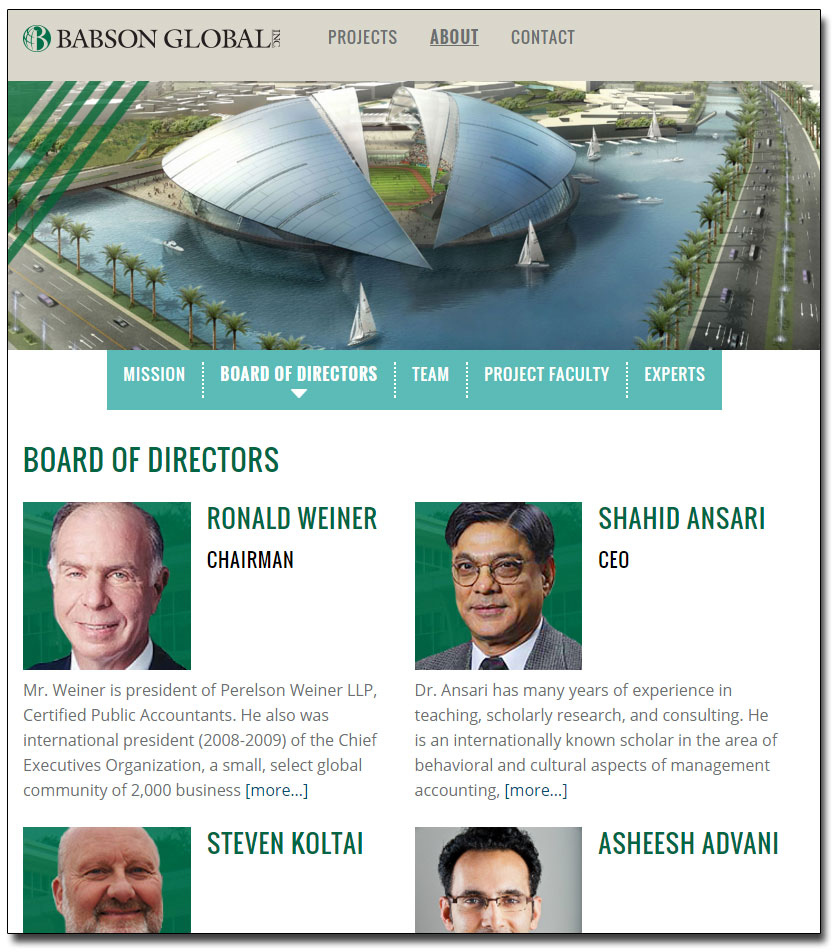 B BABSON GLOBAL INC
PROJECTS ABOUT CONTACT
MISSION BOARD OF DIRECTORS TEAM PROJECT FACULTY EXPERTS
BOARD OF DIRECTORS
RONALD WEINER
CHAIRMAN
Mr. Weiner is president of Perelson Weiner LLP,
Certified Public Accountants. He also was
international president (2008-2009) of the Chief
Executives Organization, a small, select global
community of 2,000 business [more...]
SHAHID ANSARI
CEO
Dr. Ansari has many years of experience in
teaching, scholarly research, and consulting. He
is an internationally known scholar in the area of
behavioral and cultural aspects of management
accounting, [more...]
STEVEN KOLTAI
ASHEESH ADVANI